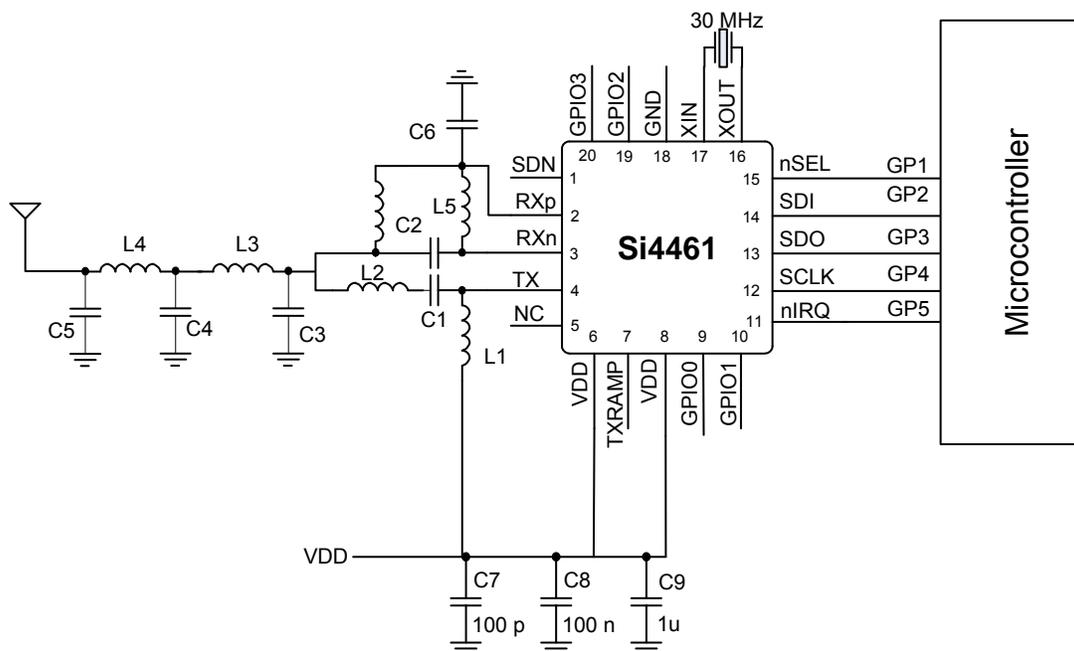 30 MHz
GPIO3
GPIO2
GND
XIN
XOUT
20
19
18
17
16
C6
SDN
1
RXp
2
RXn
3
TX
4
NC
5
L5
C2
L4
L3
L2
C1
C5
C4
C3
L1
Si4461
nSEL
15
GP1
SDI
14
GP2
SDO
13
GP3
SCLK
12
GP4
nIRQ
11
GP5
Microcontroller
6
7
8
9
10
VDD
TXRAMP
VDD
GPIO0
GPIO1
VDD
C7
100 p
C8
100 n
C9
1u